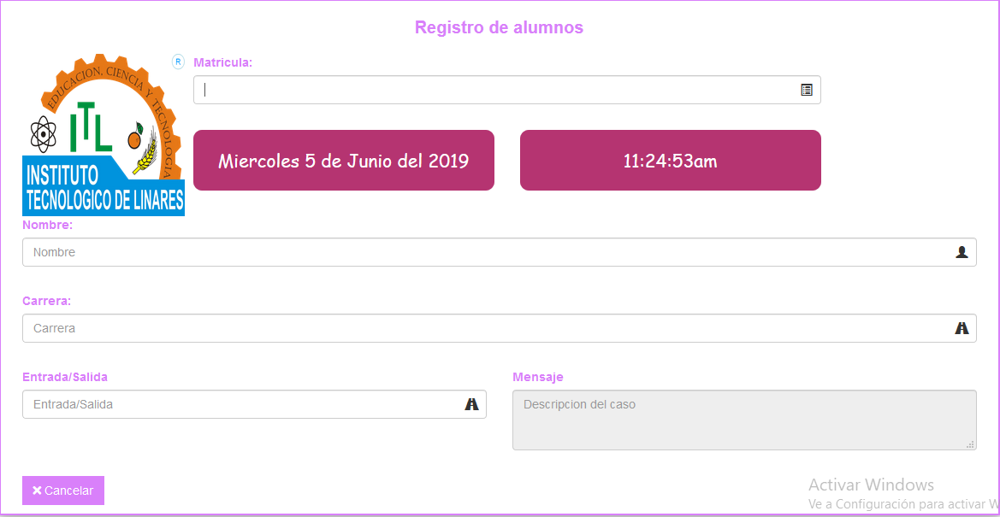 Registro de alumnos
EDUCACION, CIENCIA Y TECNOLOGIA
ITL
INSTITUTO
TECNOLOGICO DE LINARES
®
Matricula:
Miercoles 5 de Junio del 2019
11:24:53am
Nombre:
Nombre
Carrera:
Carrera
Entrada/Salida
Entrada/Salida
Mensaje
Descripcion del caso
Cancelar
Activar Windows
Ve a Configuración para activar W